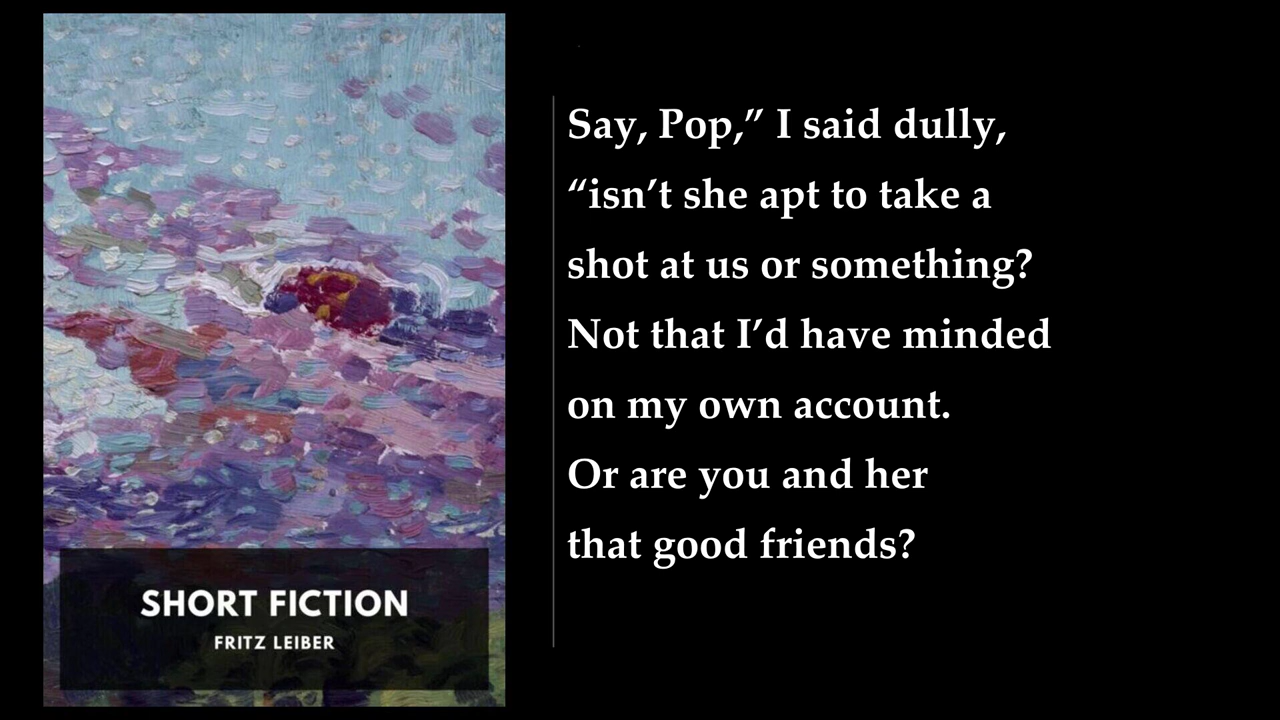 SHORT FICTION
FRITZ LEIBER
Say, Pop,” I said dully,
“isn’t she apt to take a
shot at us or something?
Not that I’d have minded
on my own account.
Or are you and her
that good friends?